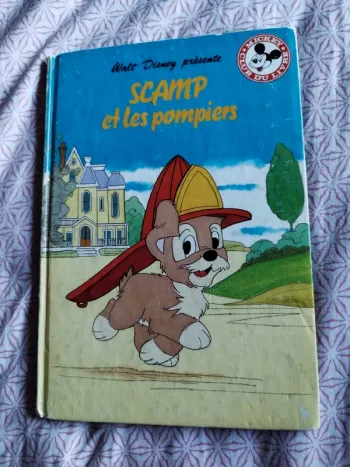 Walt Disney présente
SCAMP
et les pompiers
MICKEY
CLUB DU LIVRE